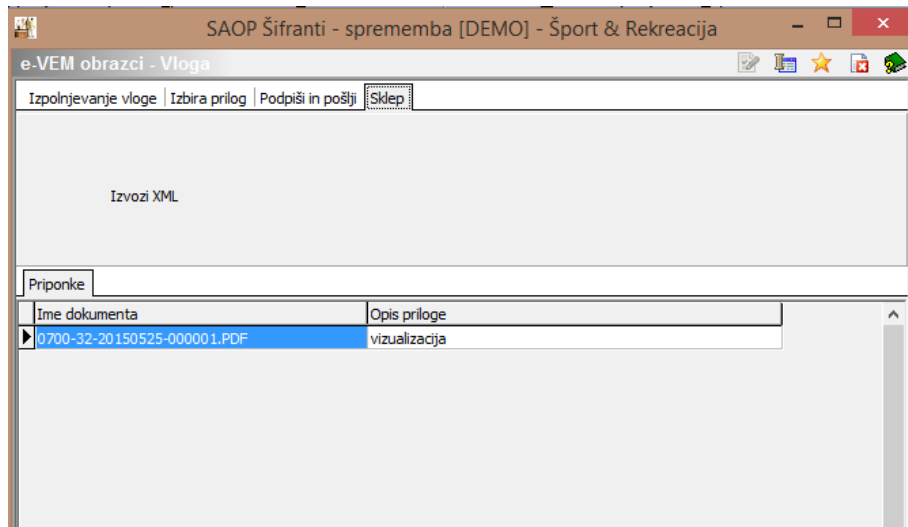 SAOP Šifranti - sprememba [DEMO] - Šport & Rekreacija
e-VEM obrazci - Vloga
Izpolnjevanje vloge Izbira prilog Podpiši in pošlji Sklep
Izvozi XML
Priponke
Ime dokumenta Opis priloge
0700-32-20150525-000001.PDF vizualizacija